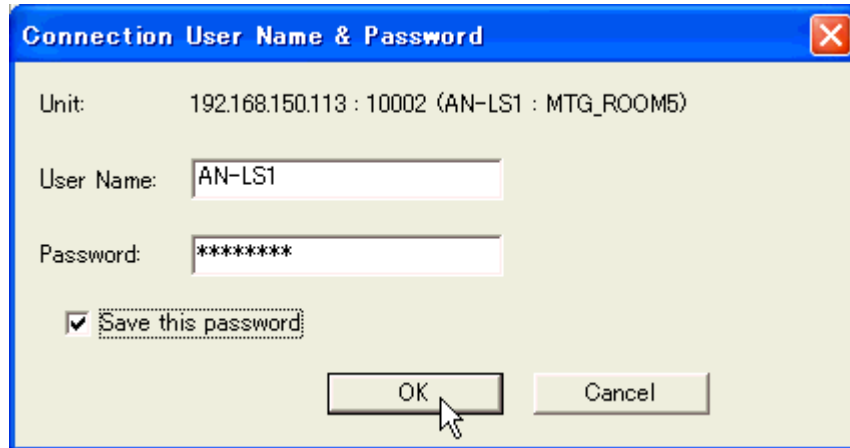 Connection User Name & Password
Unit: 192.168.150.113 : 10002 (AN-LS1 : MTG_ROOM5)
User Name: AN-LS1
Password: ********
Save this password
OK Cancel